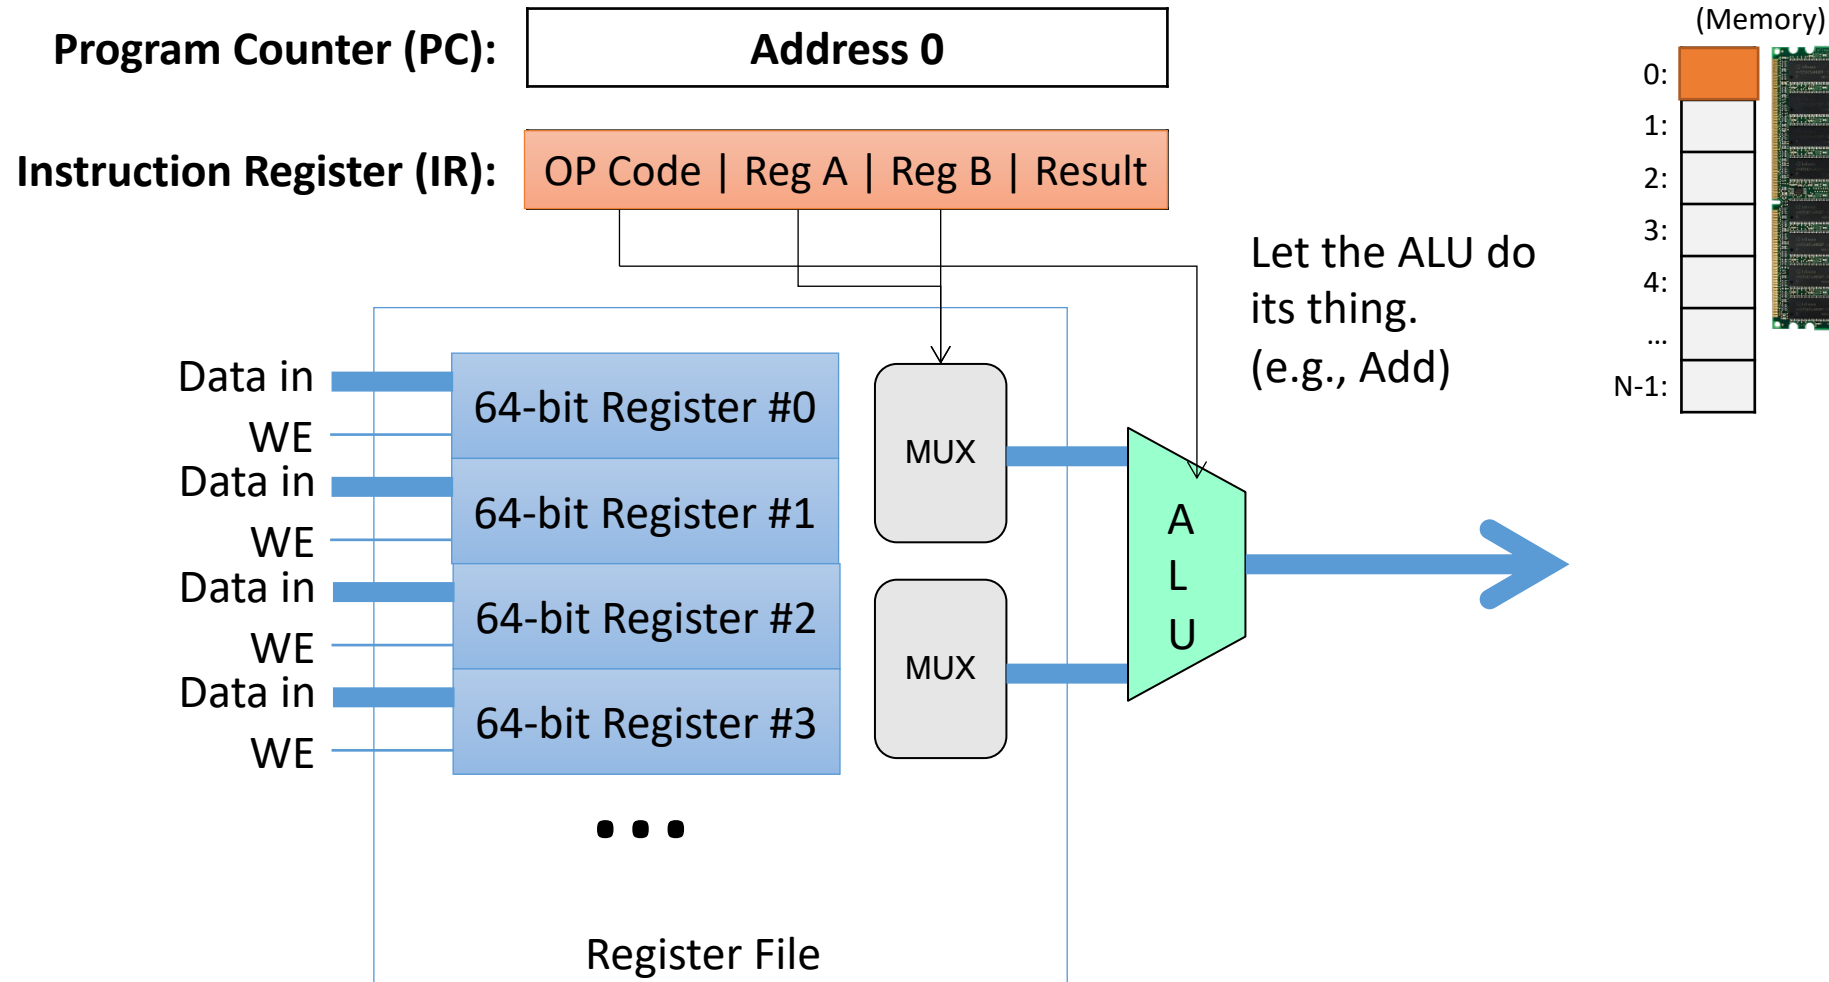 (Memory)
Program Counter (PC):
Address 0
0:
1:
Instruction Register (IR):
OP Code | Reg A | Reg B | Result
2:
3:
4:
...
N-1:
Let the ALU do
its thing.
(e.g., Add)
Data in
WE
64-bit Register #0
Data in
WE
64-bit Register #1
Data in
WE
64-bit Register #2
Data in
WE
64-bit Register #3
MUX
MUX
A
L
U
...
Register File